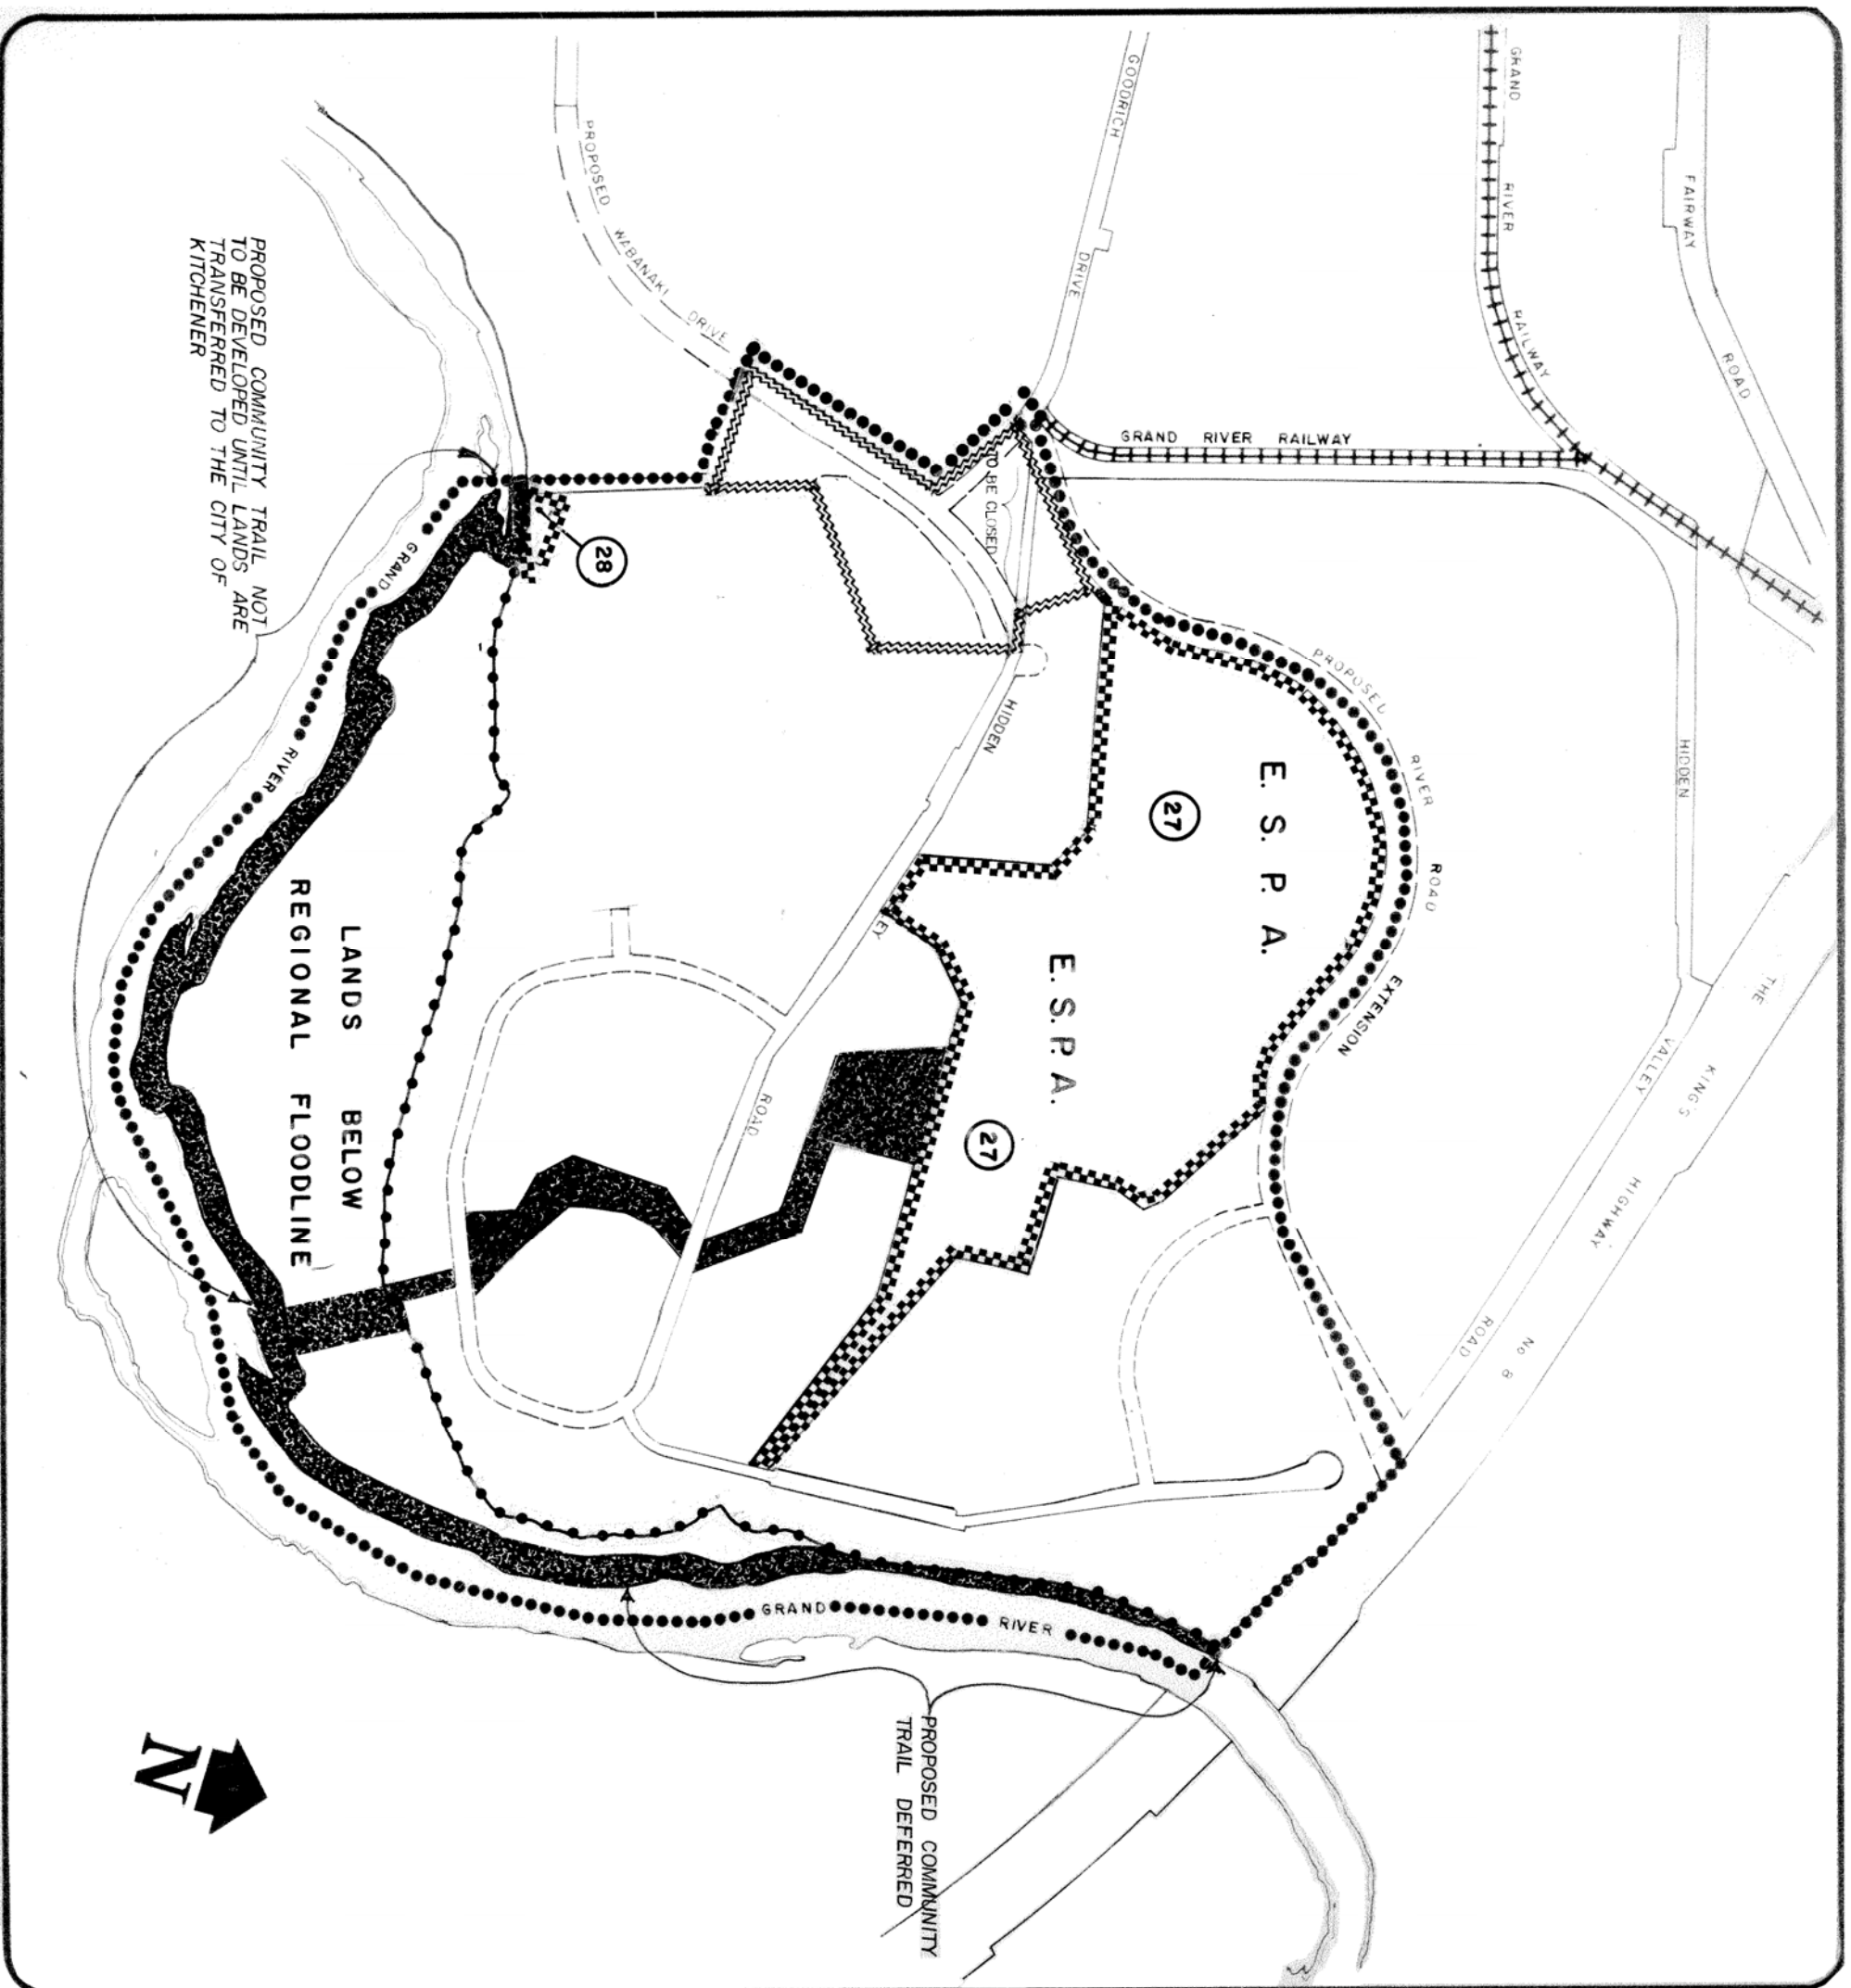 FAIRWAY
ROAD
GRAND
RIVER
RAILWAY
GOODRICH
DRIVE
GRAND RIVER RAILWAY
PROPOSED
WABANAKI
DRIVE
TO BE CLOSED
HIDDEN
EY
ROAD
PROPOSED
RIVER
ROAD
EXTENSION
HIDDEN
VALLEY
ROAD
THE
KING'S
HIGHWAY
No 8
E. S. P. A.
27
E. S. P. A.
27
28
LANDS BELOW
REGIONAL FLOODLINE
GRAND
RIVER
GRAND
RIVER
PROPOSED COMMUNITY TRAIL NOT
TO BE DEVELOPED UNTIL LANDS ARE
TRANSFERRED TO THE CITY OF
KITCHENER
PROPOSED COMMUNITY
TRAIL DEFERRED
N